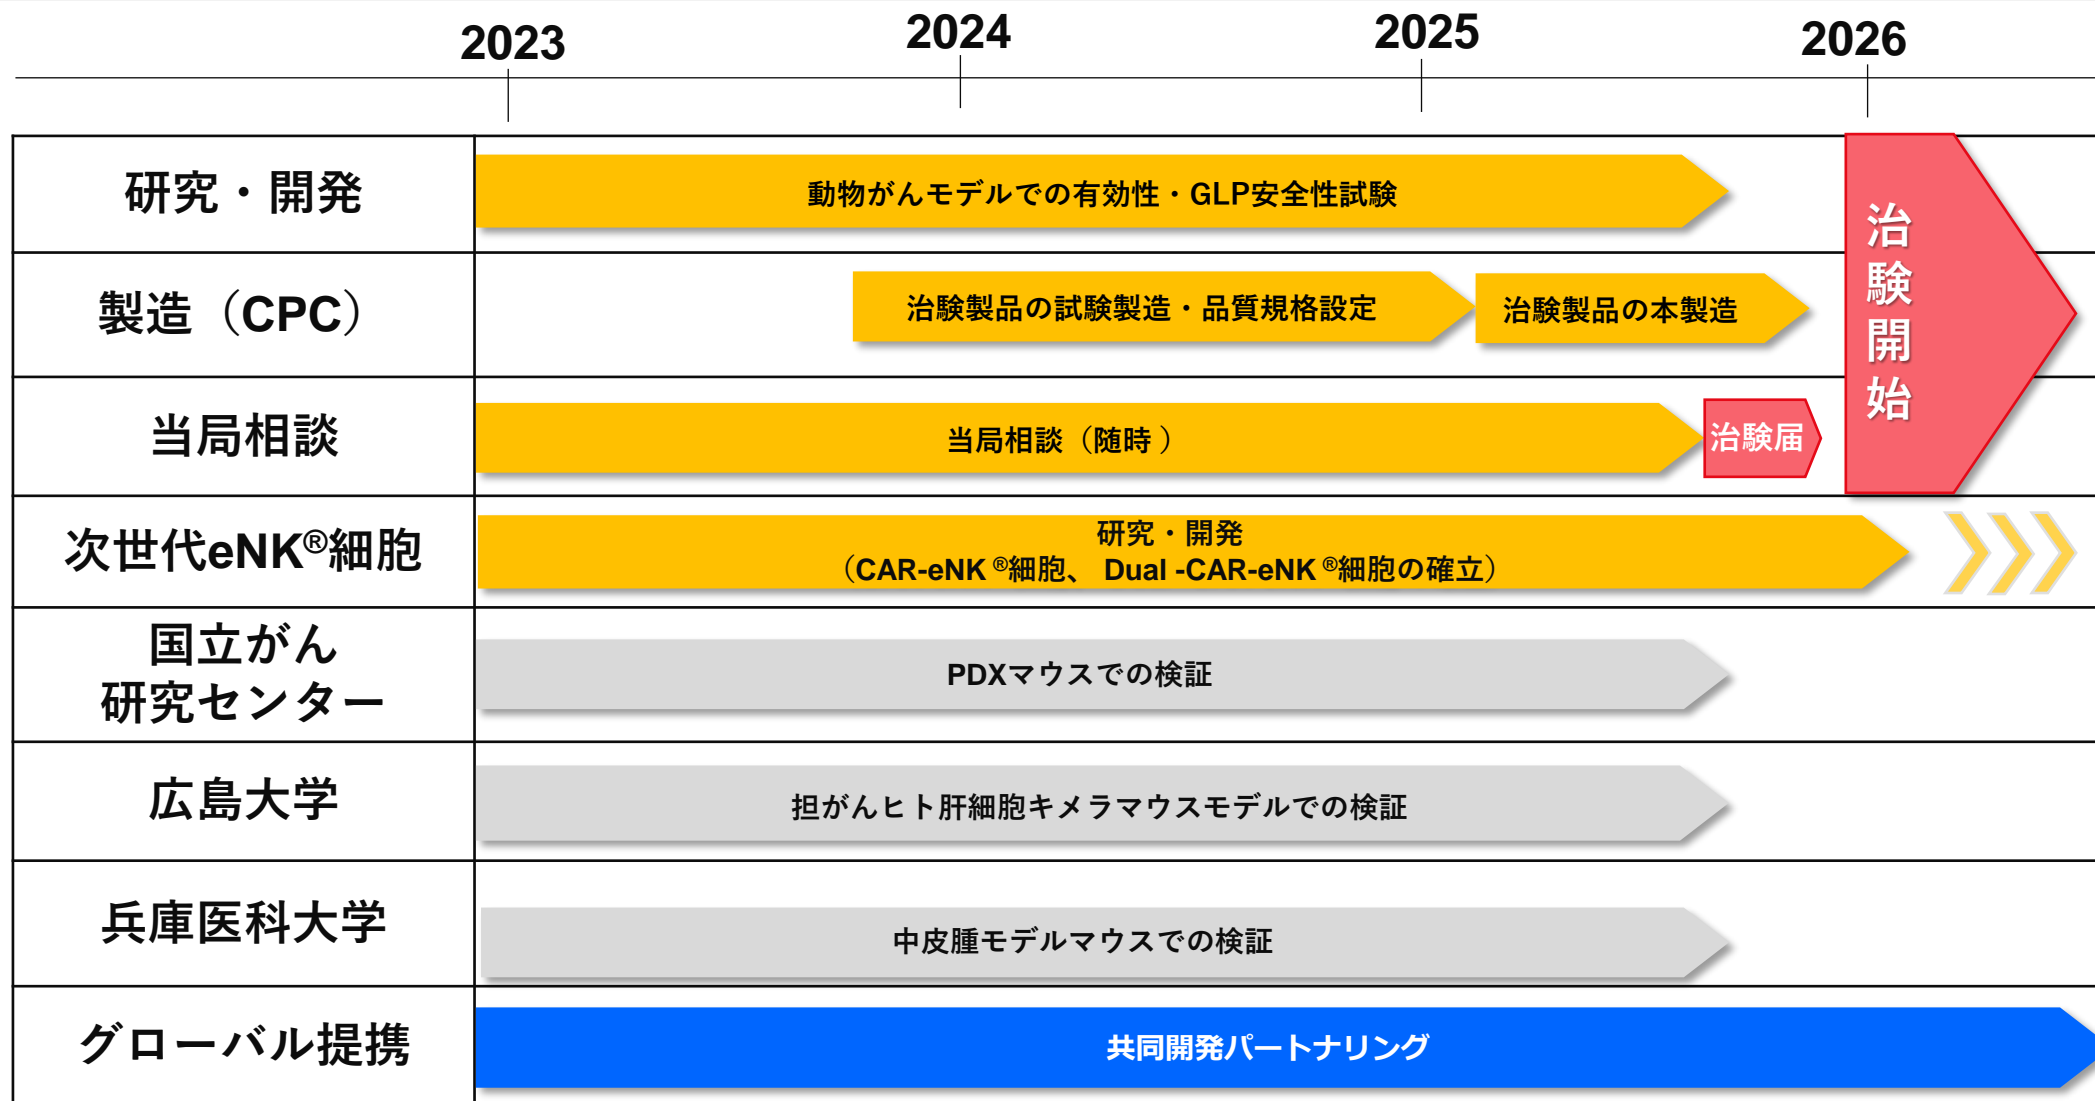 2023
2024
2025
2026
研究・開発
動物がんモデルでの有効性・GLP安全性試験
製造（CPC）
治験製品の試験製造・品質規格設定
治験製品の本製造
当局相談
当局相談（随時 ）
治験届
治
験
開
始
次世代eNK®細胞
研究・開発
（CAR-eNK ®細胞、 Dual -CAR-eNK ®細胞の確立）
国立がん
研究センター
PDXマウスでの検証
広島大学
担がんヒト肝細胞キメラマウスモデルでの検証
兵庫医科大学
中皮腫モデルマウスでの検証
グローバル提携
共同開発パートナリング